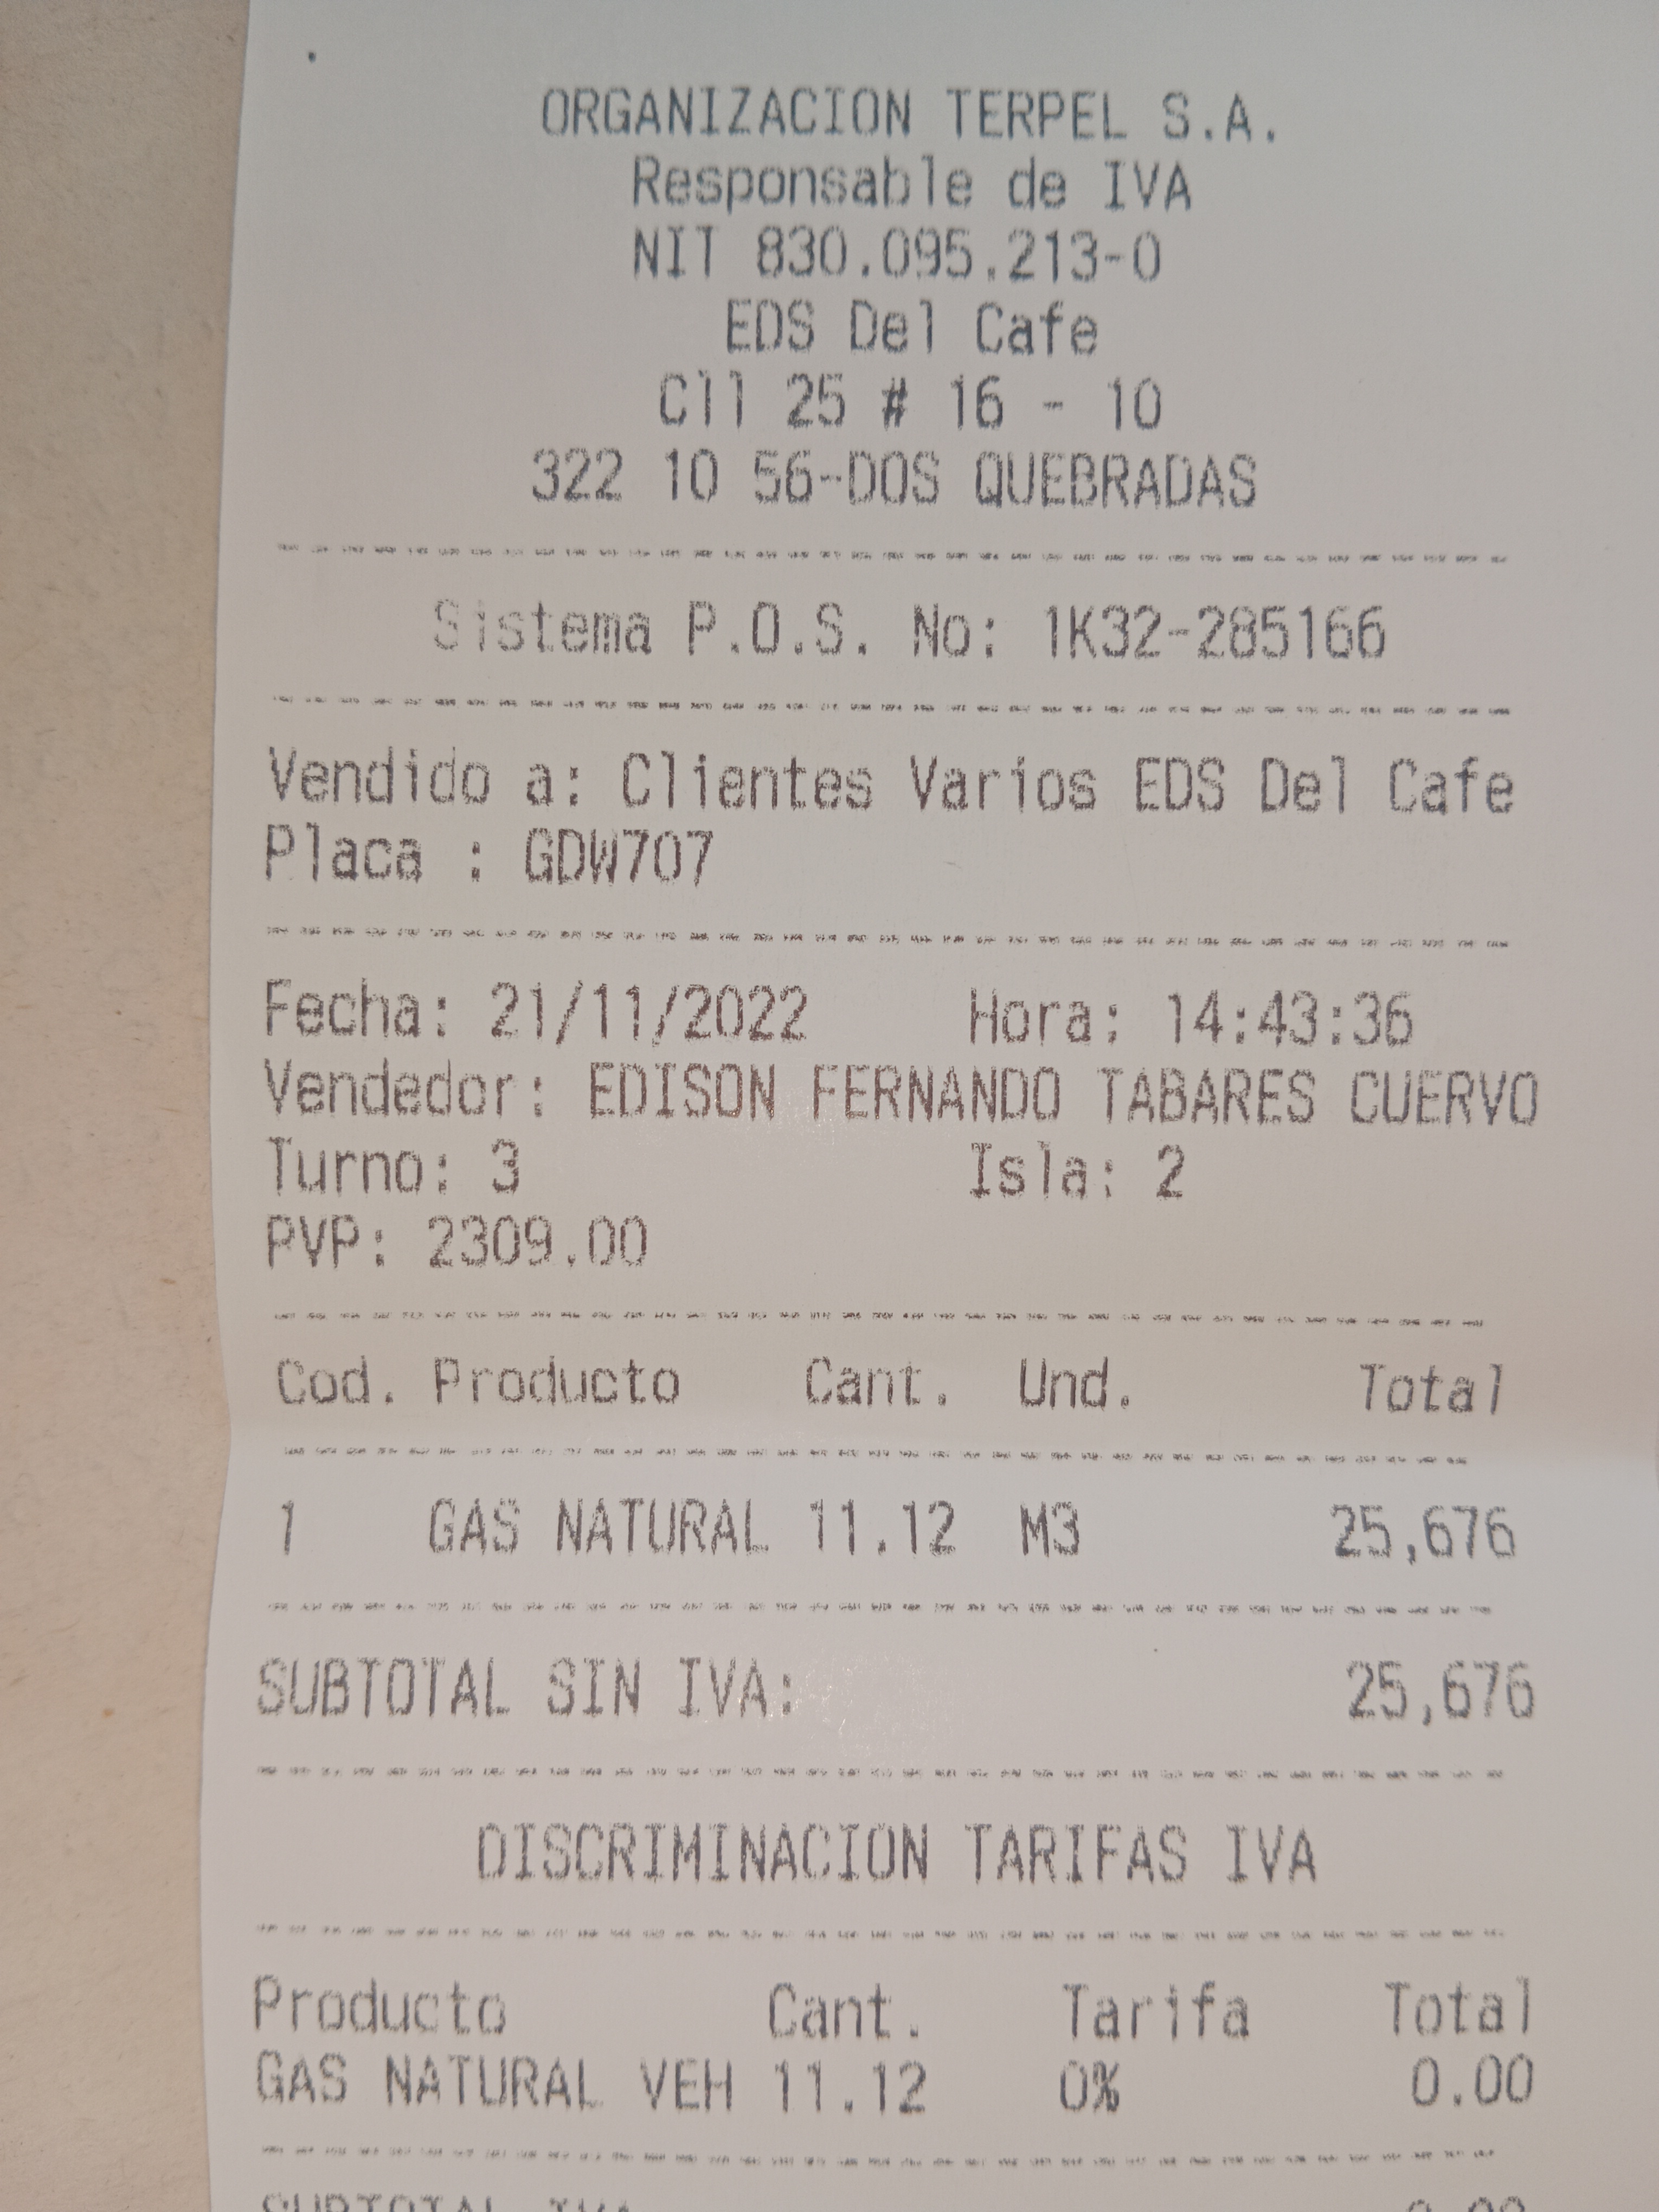 ORGANIZACION TERPEL S.A.
Responsable de IVA
NIT 830.095.213-0
EDS Del Cafe
Cll 25 # 16 - 10
322 10 56-DOS QUEBRADAS
Sistema P.O.S. No: 1K32-285166
Vendido a: Clientes Varios EDS Del Cafe
Placa : GDW707
Fecha: 21/11/2022 Hora: 14:43:36
Vendedor: EDISON FERNANDO TABARES CUERVO
Turno: 3 Isla: 2
PVP: 2309.00
Cod. Producto Cant. Und. Total
1 GAS NATURAL 11.12 M3 25,676
SUBTOTAL SIN IVA: 25,676
DISCRIMINACION TARIFAS IVA
Producto Cant. Tarifa Total
GAS NATURAL VEH 11.12 0% 0.00
SUBTOTAL IVA